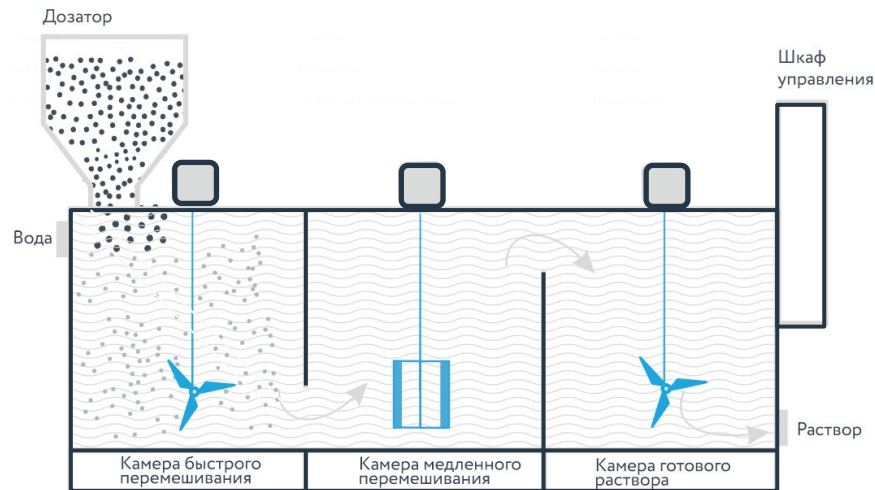 Дозатор
Шкаф
управления
Вода
Раствор
Камера быстрого
перемешивания
Камера медленного
перемешивания
Камера готового
раствора